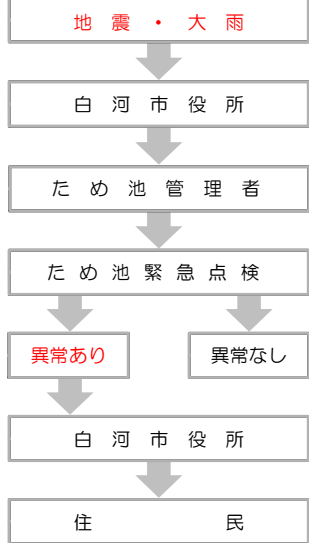 地震・大雨
白河市役所
ため池管理者
ため池緊急点検
異常あり 異常なし
白河市役所
住民